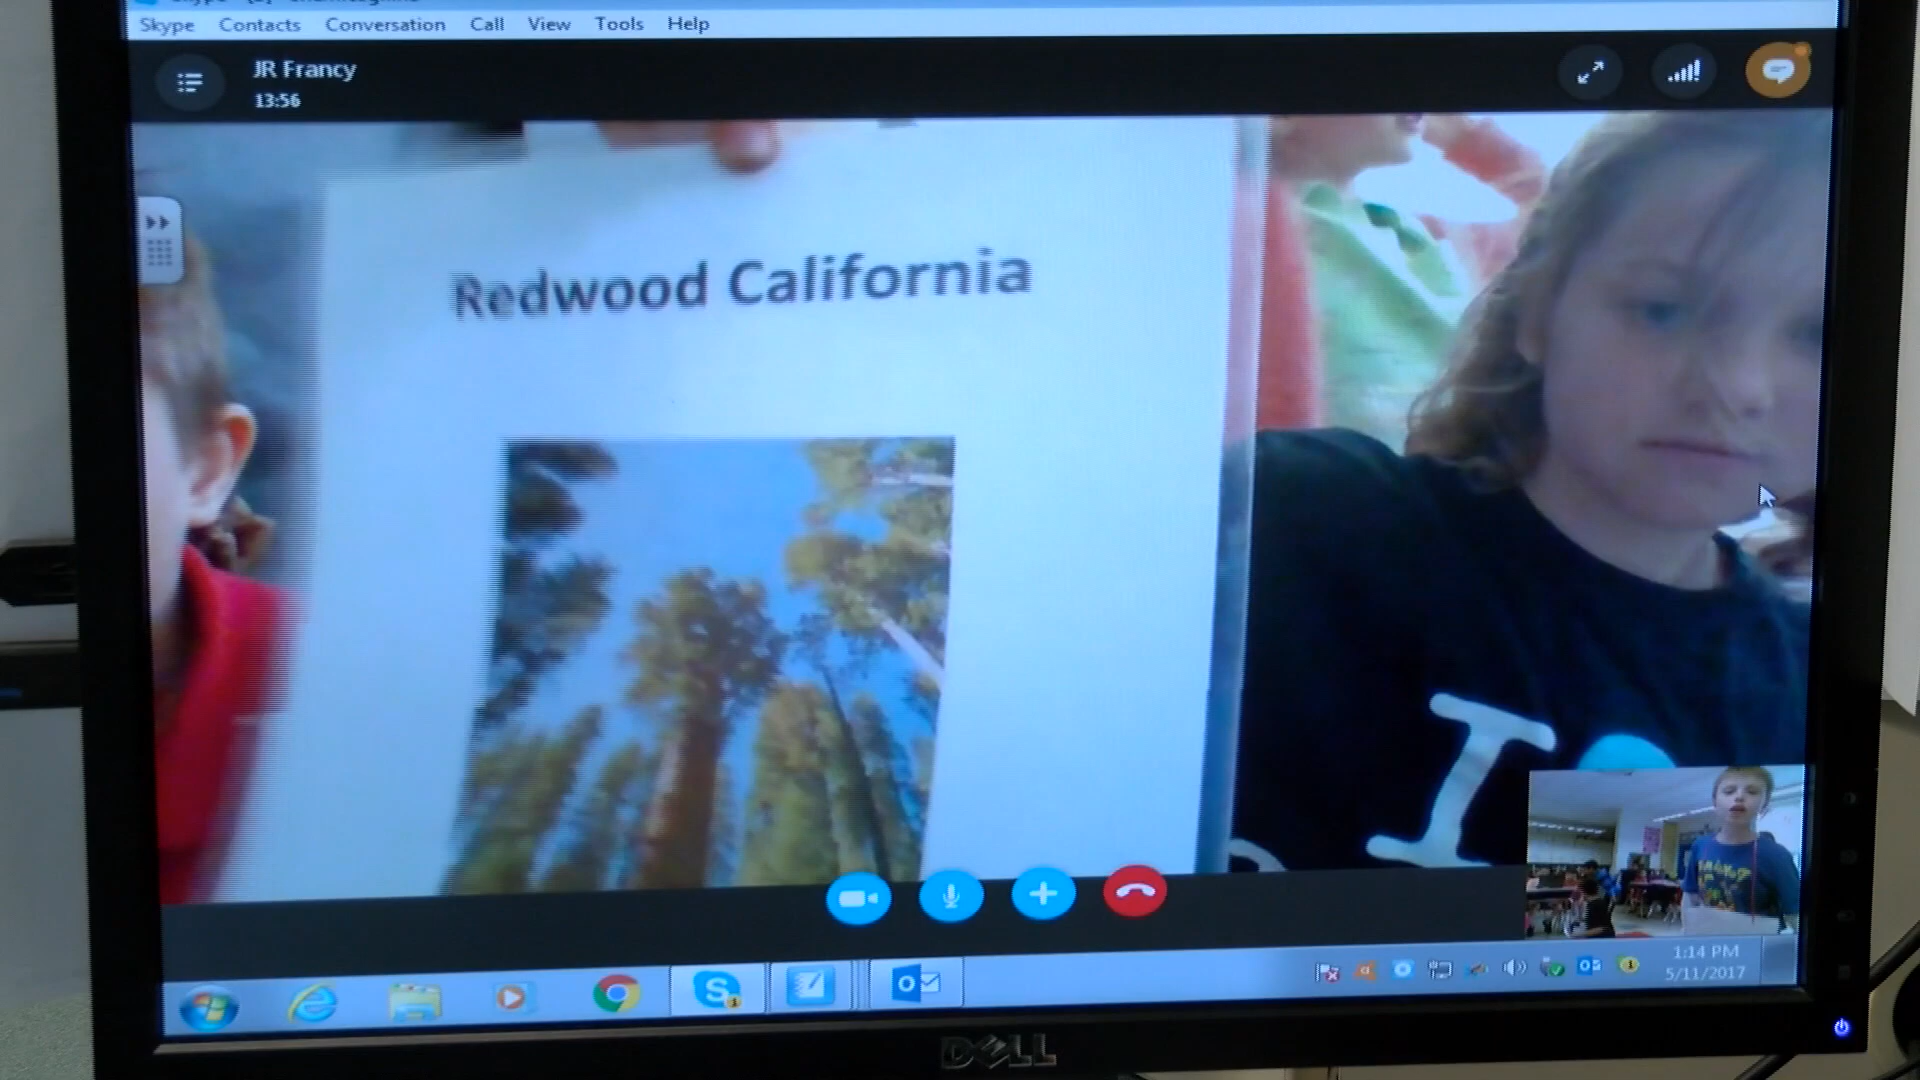 Skype Contacts Conversation Call View Tools Help
JR Francy
13:56
Redwood California
I
1:14 PM
5/11/2017
DELL